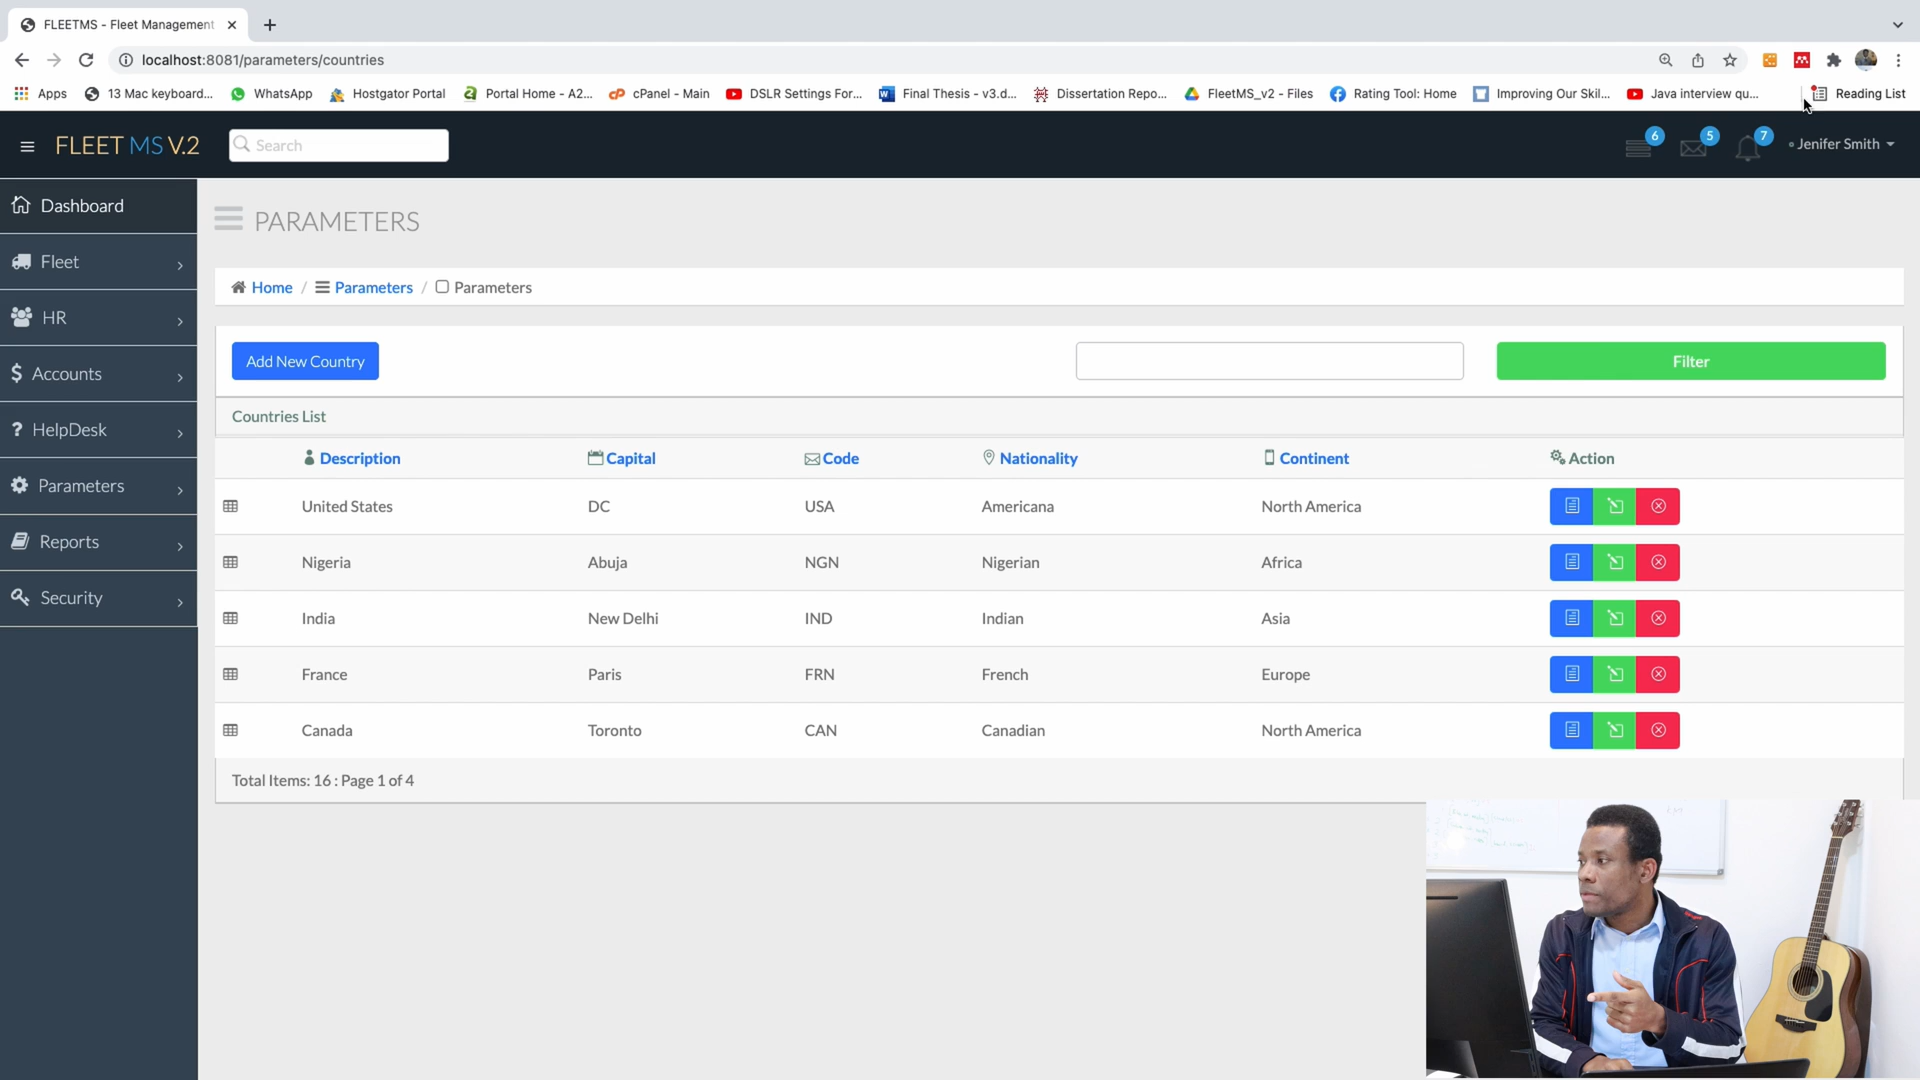 FLEETMS - Fleet Management
localhost:8081/parameters/countries
Apps 13 Mac keyboard... WhatsApp Hostgator Portal Portal Home - A2... cPanel - Main DSLR Settings For... Final Thesis - v3.d... Dissertation Repo... FleetMS_v2 - Files Rating Tool: Home Improving Our Skil... Java interview qu... Reading List
FLEET MS V.2 Search 6 5 7 Jenifer Smith
Dashboard
Fleet
HR
Accounts
HelpDesk
Parameters
Reports
Security
PARAMETERS
Home / Parameters / Parameters
Add New Country Filter
Countries List
Description Capital Code Nationality Continent Action
United States DC USA Americana North America
Nigeria Abuja NGN Nigerian Africa
India New Delhi IND Indian Asia
France Paris FRN French Europe
Canada Toronto CAN Canadian North America
Total Items: 16 : Page 1 of 4